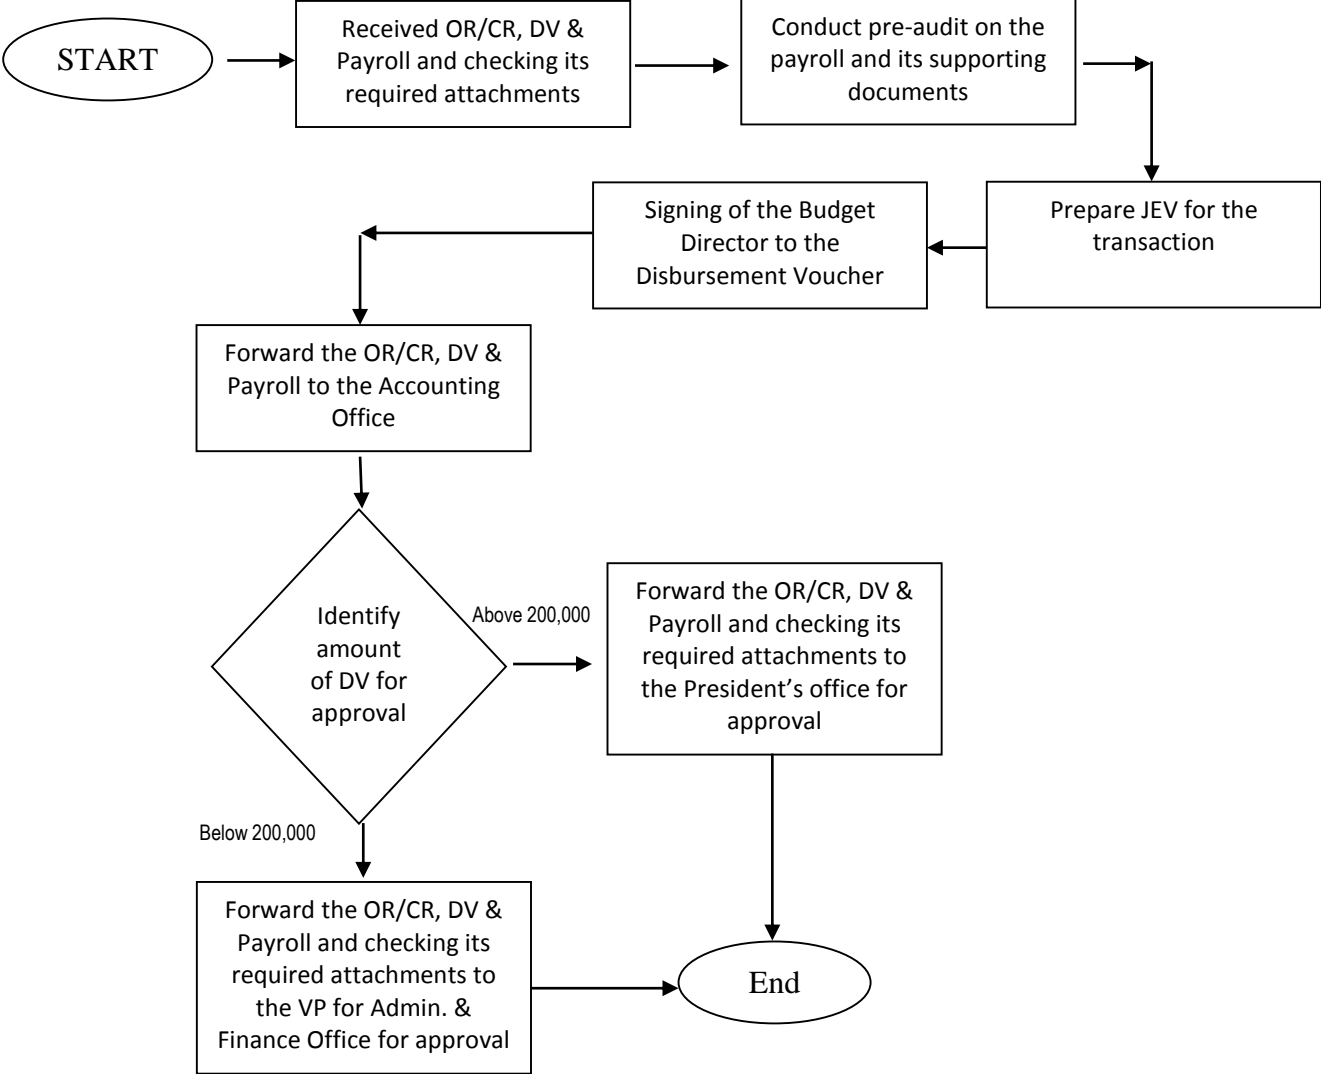 START
Received OR/CR, DV &
Payroll and checking its
required attachments
Conduct pre-audit on the
payroll and its supporting
documents
Prepare JEV for the
transaction
Signing of the Budget
Director to the
Disbursement Voucher
Forward the OR/CR, DV &
Payroll to the Accounting
Office
Identify
amount
of DV for
approval
Above 200,000
Forward the OR/CR, DV &
Payroll and checking its
required attachments to
the President’s office for
approval
Below 200,000
Forward the OR/CR, DV &
Payroll and checking its
required attachments to
the VP for Admin. &
Finance Office for approval
End